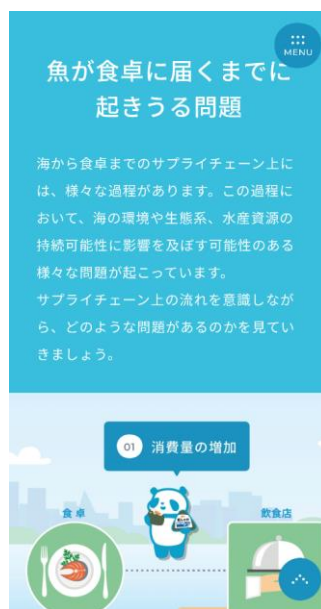 MENU
魚が食卓に届くまでに
起きうる問題
海から食卓までのサプライチェーン上に
は、様々な過程があります。この過程に
おいて、海の環境や生態系、水産資源の
持続可能性に影響を及ぼす可能性のある
様々な問題が起こっています。
サプライチェーン上の流れを意識しなが
ら、どのような問題があるのかを見てい
きましょう。
01 消費量の増加
食卓
飲食店